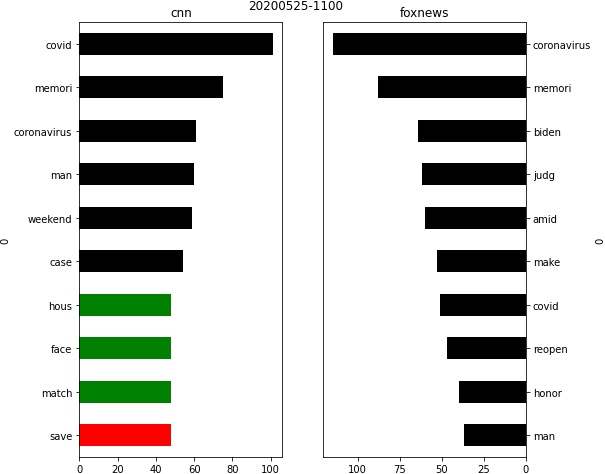 20200525-1100
cnn
foxnews
covid
memori
coronavirus
man
weekend
case
hous
face
match
save
0 20 40 60 80 100
0
coronavirus
memori
biden
judg
amid
make
covid
reopen
honor
man
100 75 50 25 0
0